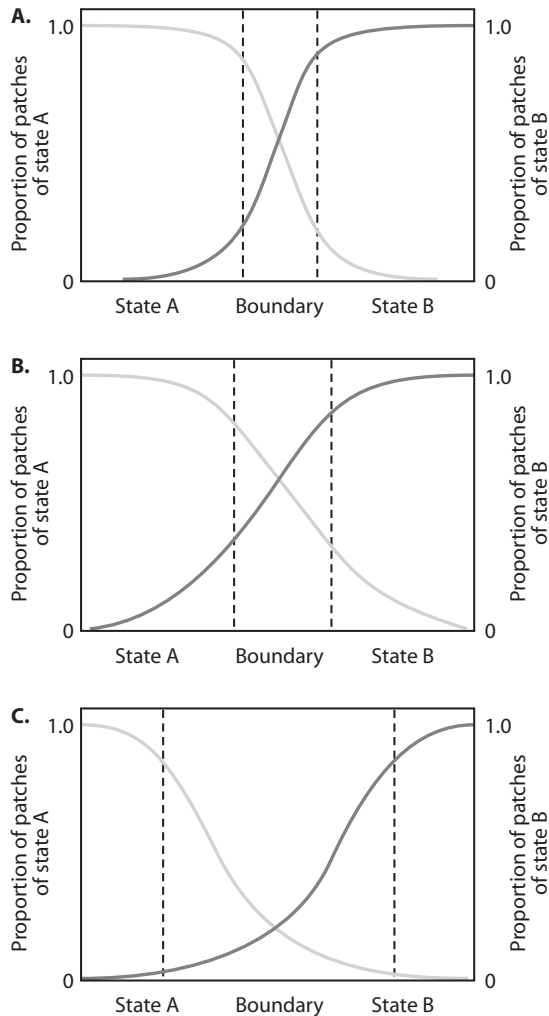 A.
1.0
1.0
Proportion of patches
of state A
Proportion of patches
of state B
0
0
State A
Boundary
State B
B.
1.0
1.0
Proportion of patches
of state A
Proportion of patches
of state B
0
0
State A
Boundary
State B
C.
1.0
1.0
Proportion of patches
of state A
Proportion of patches
of state B
0
0
State A
Boundary
State B